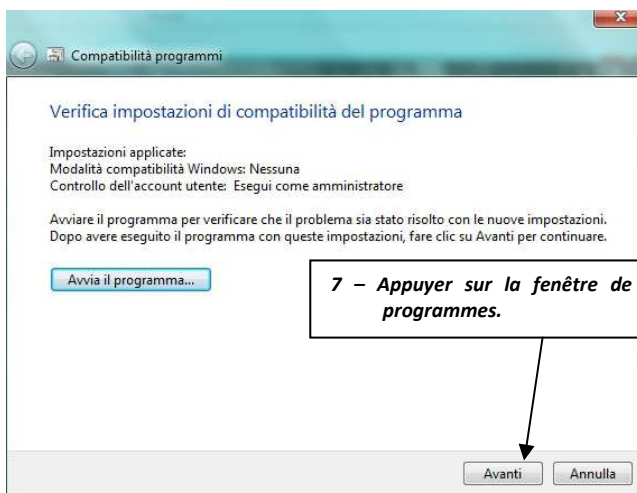 Compatibilità programmi
Verifica impostazioni di compatibilità del programma
Impostazioni applicate:
Modalità compatibilità Windows: Nessuna
Controllo dell'account utente: Esegui come amministratore
Avviare il programma per verificare che il problema sia stato risolto con le nuove impostazioni.
Dopo avere eseguito il programma con queste impostazioni, fare clic su Avanti per continuare.
Avvia il programma...
7 – Appuyer sur la fenêtre de
programmes.
Avanti
Annulla